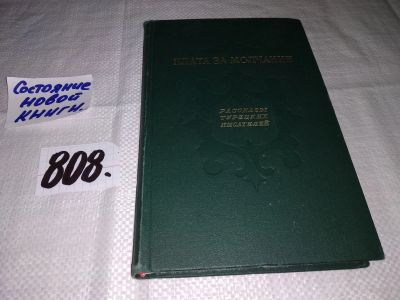 Состояние
новой
книги.
808.
ПЛАТА ЗА МОЛЧАНИЕ
РАССКАЗЫ
ТУРЕЦКИХ
ПИСАТЕЛЕЙ